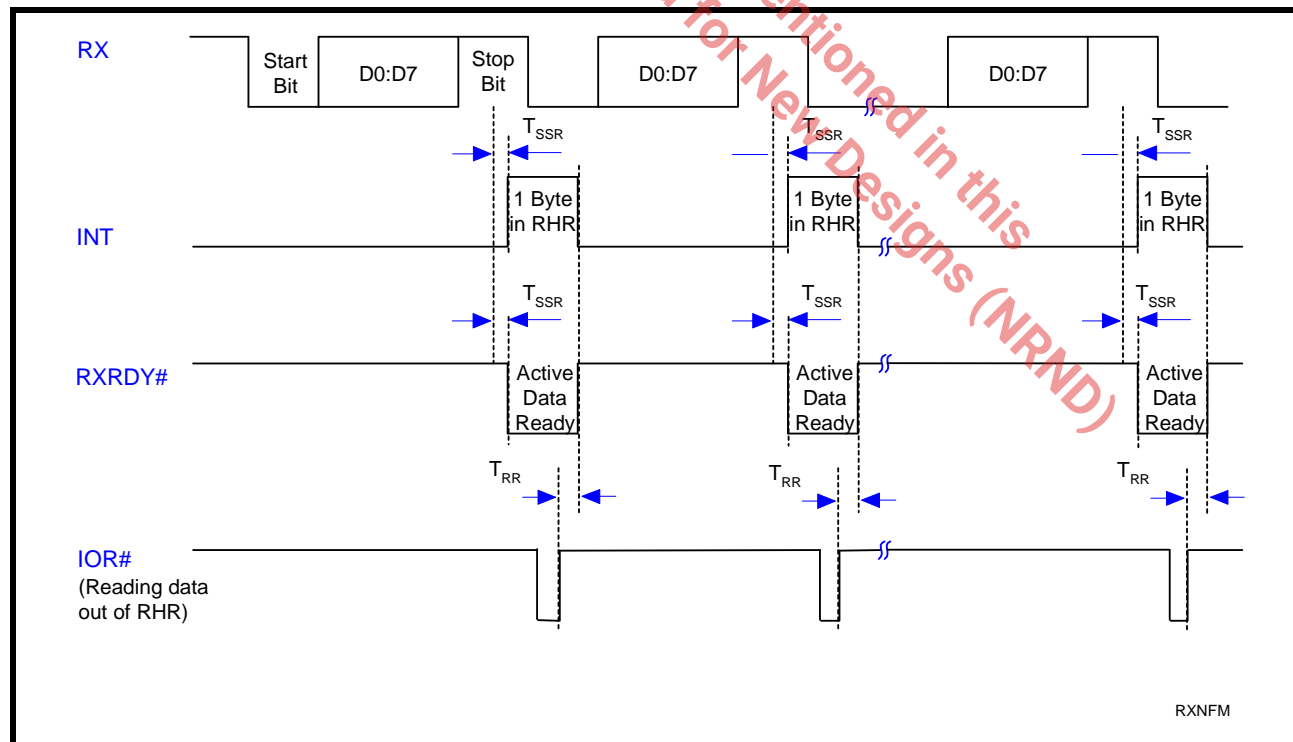 RX
Start
Bit
D0:D7
Stop
Bit
D0:D7
D0:D7
TSSR
TSSR
TSSR
INT
1 Byte
in RHR
1 Byte
in RHR
1 Byte
in RHR
TSSR
TSSR
TSSR
RXRDY#
Active
Data
Ready
Active
Data
Ready
Active
Data
Ready
TRR
TRR
TRR
IOR#
(Reading data
out of RHR)
RXNFM
mentioned in this
for New Designs (NRND)